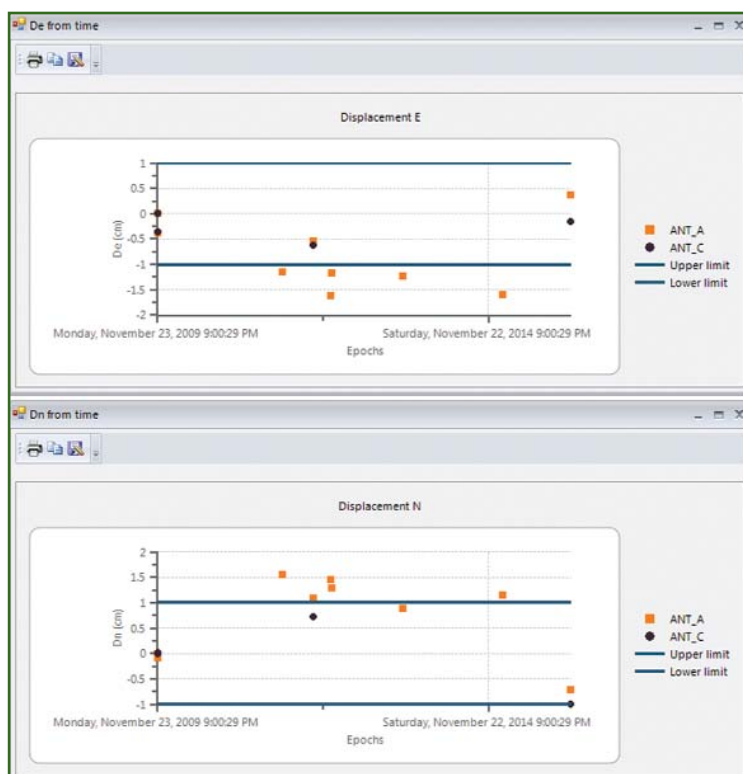 De from time
Displacement E
1
0.5
0
-0.5
-1
-1.5
-2
De (cm)
Monday, November 23, 2009 9:00:29 PM
Saturday, November 22, 2014 9:00:29 PM
Epochs
ANT_A
ANT_C
Upper limit
Lower limit
Dn from time
Displacement N
2
1.5
1
0.5
0
-0.5
-1
Dn (cm)
Monday, November 23, 2009 9:00:29 PM
Saturday, November 22, 2014 9:00:29 PM
Epochs
ANT_A
ANT_C
Upper limit
Lower limit